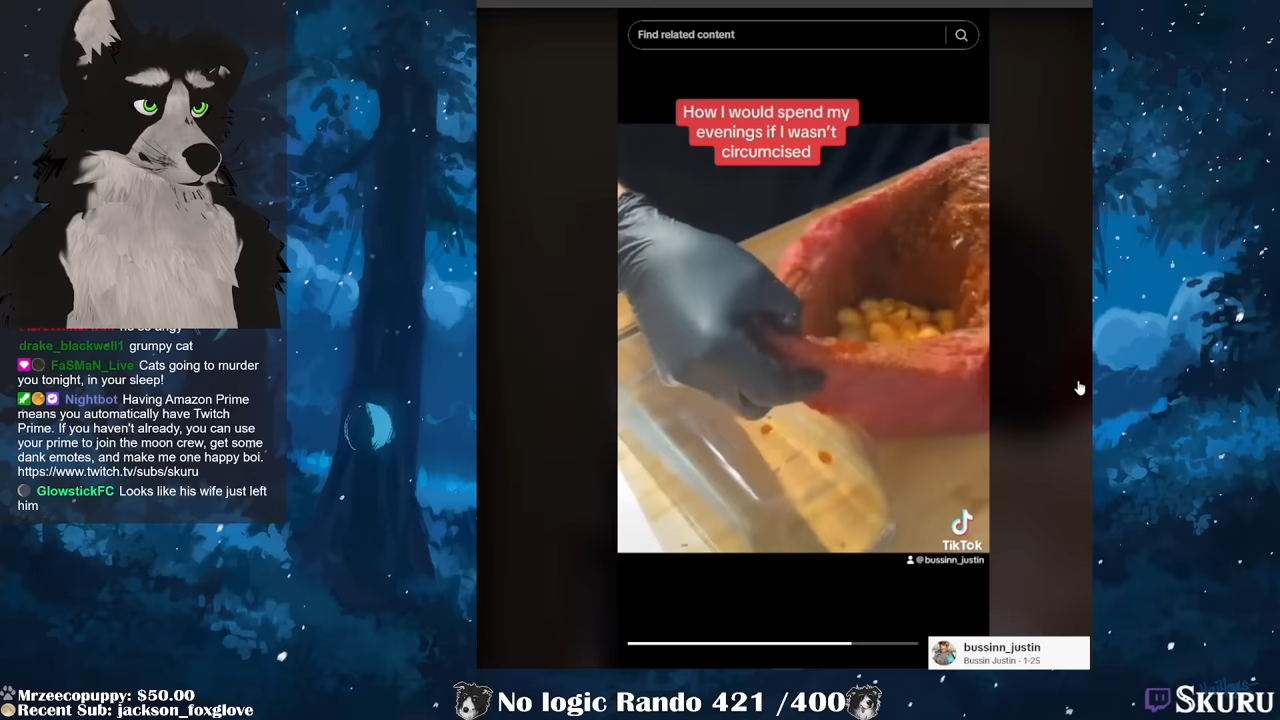 Find related content
How I would spend my
evenings if I wasn't
circumcised
drake_blackwell1 grumpy cat
FaSMaN_Live Cats going to murder
you tonight, in your sleep!
Nightbot Having Amazon Prime
means you automatically have Twitch
Prime. If you haven't already, you can use
your prime to join the moon crew, get some
dank emotes, and make me one happy boi.
https://www.twitch.tv/subs/skuru
GlowstickFC Looks like his wife just left
him
TikTok
@bussinn_justin
bussinn_justin
Bussin Justin · 1-25
Mrzeecopuppy: $50.00
Recent Sub: jackson_foxglove
No logic Rando 421 /400
SKURU